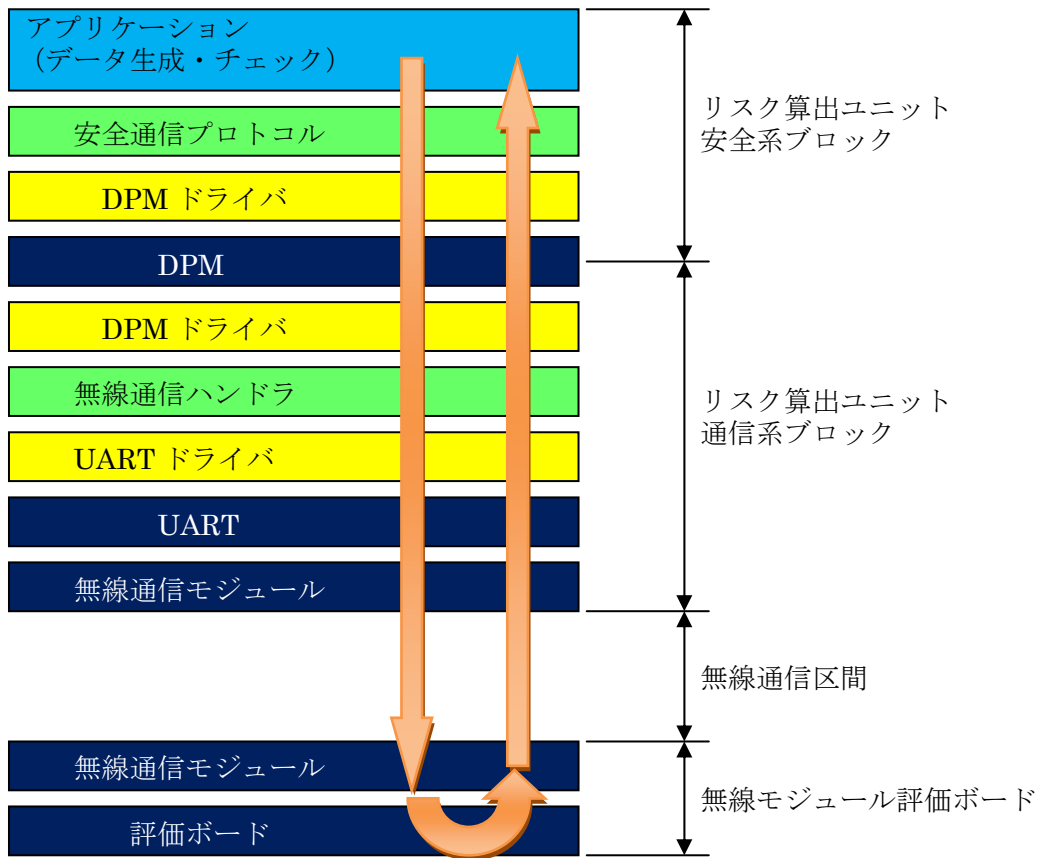 アプリケーション
（データ生成・チェック）
安全通信プロトコル
DPM ドライバ
DPM
DPM ドライバ
無線通信ハンドラ
UART ドライバ
UART
無線通信モジュール
無線通信モジュール
評価ボード
リスク算出ユニット
安全系ブロック
リスク算出ユニット
通信系ブロック
無線通信区間
無線モジュール評価ボード